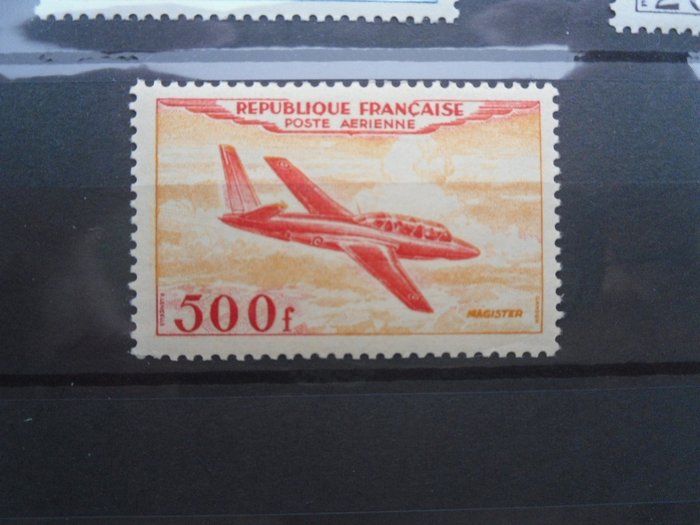 REPUBLIQUE FRANÇAISE
POSTE AERIENNE
500f
MAGISTER